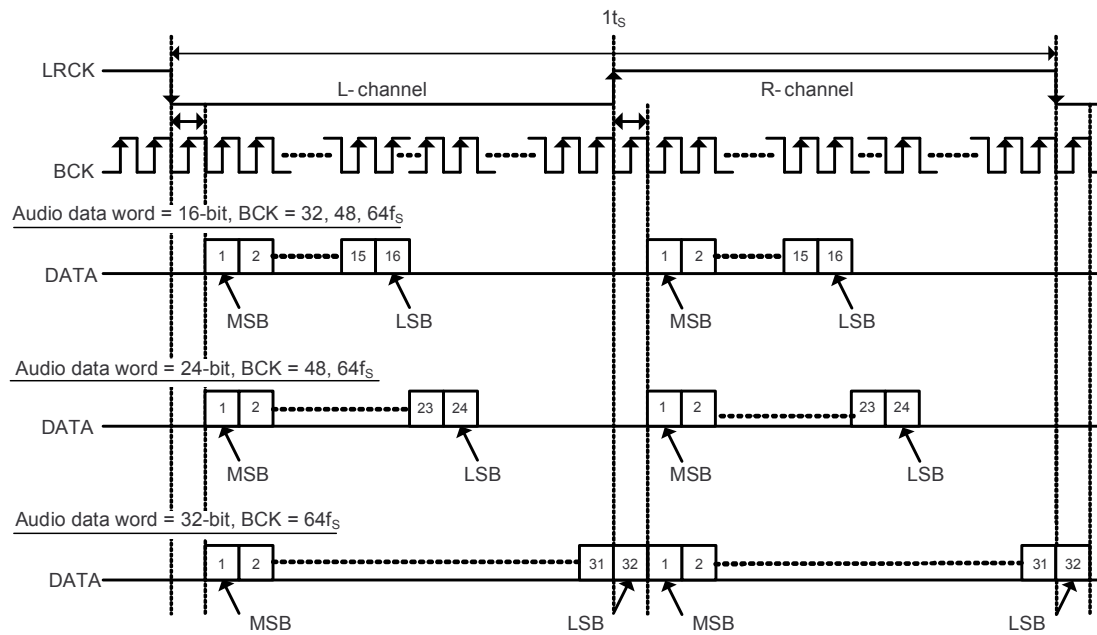 1tS
LRCK
L- channel
R- channel
BCK
Audio data word = 16-bit, BCK = 32, 48, 64fS
DATA
1 2 15 16 1 2 15 16
MSB LSB MSB LSB
Audio data word = 24-bit, BCK = 48, 64fS
DATA
1 2 23 24 1 2 23 24
MSB LSB MSB LSB
Audio data word = 32-bit, BCK = 64fS
DATA
1 2 31 32 1 2 31 32
MSB LSB MSB LSB